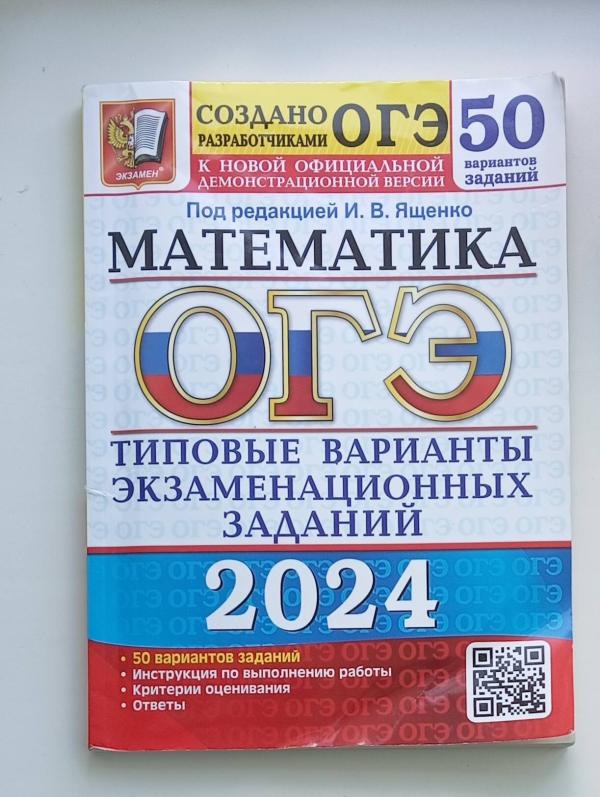 ЭКЗАМЕН®
СОЗДАНО
РАЗРАБОТЧИКАМИ
ОГЭ
К НОВОЙ ОФИЦИАЛЬНОЙ
ДЕМОНСТРАЦИОННОЙ ВЕРСИИ
50
вариантов
заданий
Под редакцией И. В. Ященко
МАТЕМАТИКА
ОГЭ
ТИПОВЫЕ ВАРИАНТЫ
ЭКЗАМЕНАЦИОННЫХ
ЗАДАНИЙ
2024
• 50 вариантов заданий
• Инструкция по выполнению работы
• Критерии оценивания
• Ответы